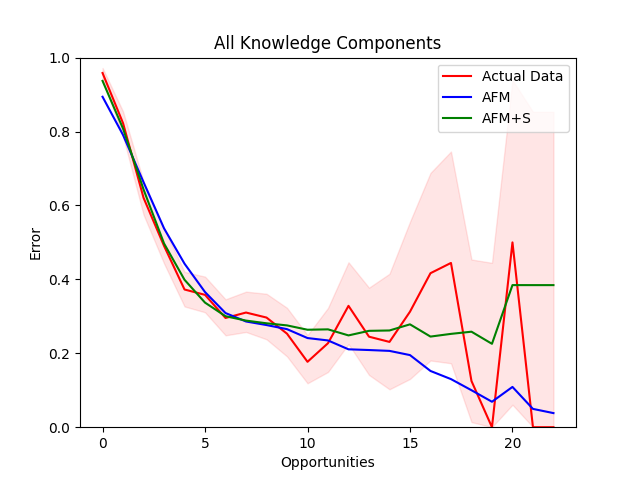 All Knowledge Components
Actual Data
AFM
AFM+S
1.0
0.8
0.6
0.4
0.2
0.0
Error
0 5 10 15 20
Opportunities